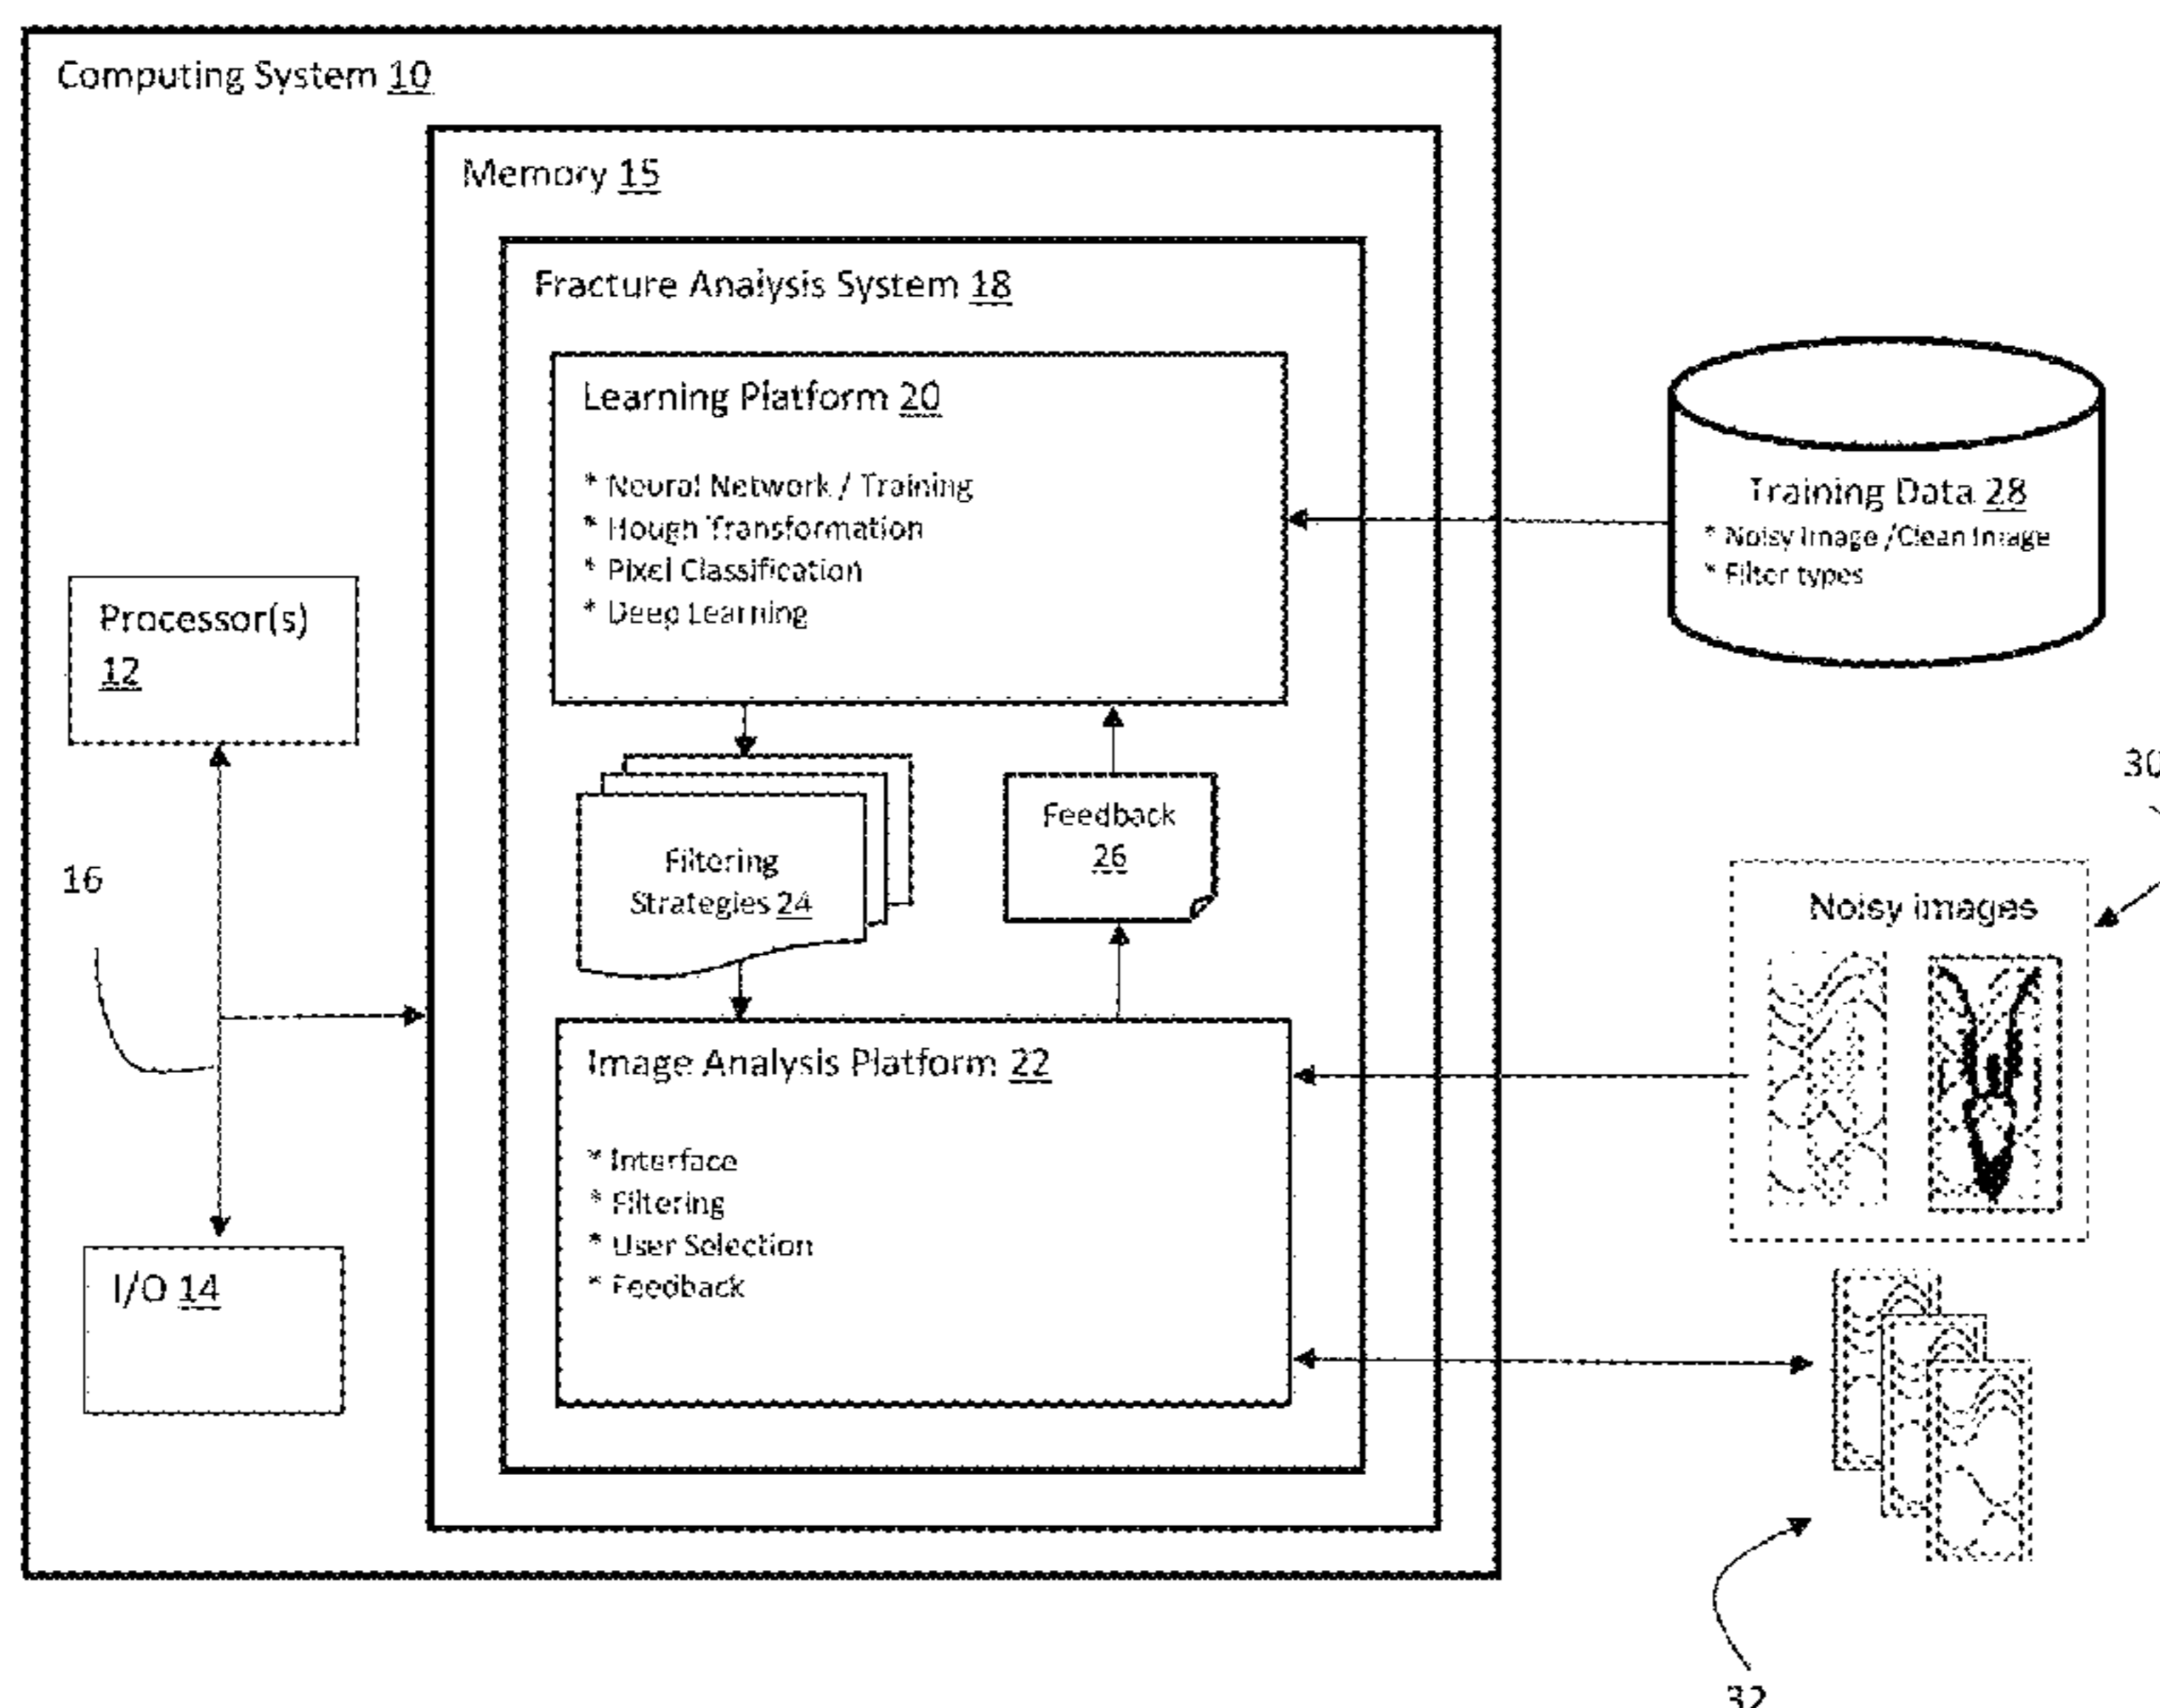 Computing System 10
Memory 15
Fracture Analysis System 18
Learning Platform 20
* Neural Network / Training
* Hough Transformation
* Pixel Classification
* Deep Learning
Training Data 28
* Noisy Image /Clean Image
* Filter types
Processor(s)
12
16
I/O 14
Filtering
Strategies 24
Feedback
26
Image Analysis Platform 22
* Interface
* Filtering
* User Selection
* Feedback
30
Noisy images
32